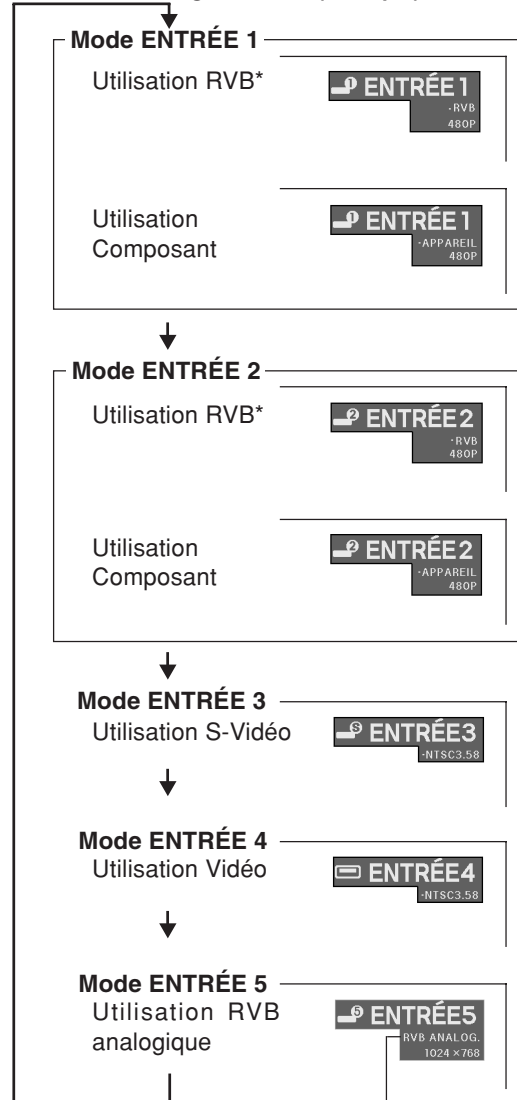 Mode ENTRÉE 1
Utilisation RVB*
ENTRÉE 1
·RVB
480P
Utilisation
Composant
ENTRÉE 1
·APPAREIL
480P
Mode ENTRÉE 2
Utilisation RVB*
ENTRÉE 2
·RVB
480P
Utilisation
Composant
ENTRÉE 2
·APPAREIL
480P
Mode ENTRÉE 3
Utilisation S-Vidéo
S ENTRÉE3
·NTSC3.58
Mode ENTRÉE 4
Utilisation Vidéo
ENTRÉE4
·NTSC3.58
Mode ENTRÉE 5
Utilisation RVB
analogique
5 ENTRÉE5
RVB ANALOG.
1024 ×768